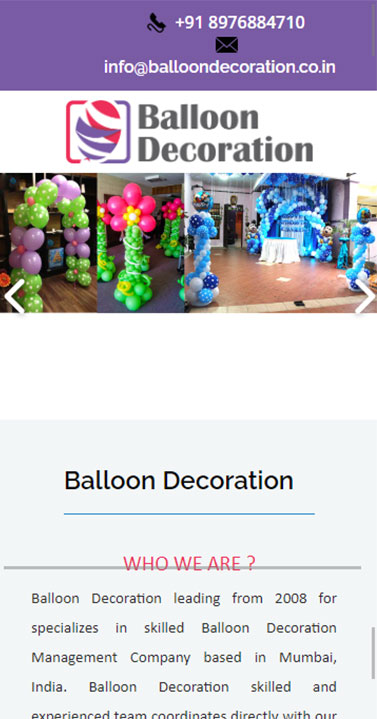 +91 8976884710
info@balloondecoration.co.in
Balloon
Decoration
Balloon Decoration
WHO WE ARE ?
Balloon Decoration leading from 2008 for
specializes in skilled Balloon Decoration
Management Company based in Mumbai,
India. Balloon Decoration skilled and
experienced team coordinates directly with our